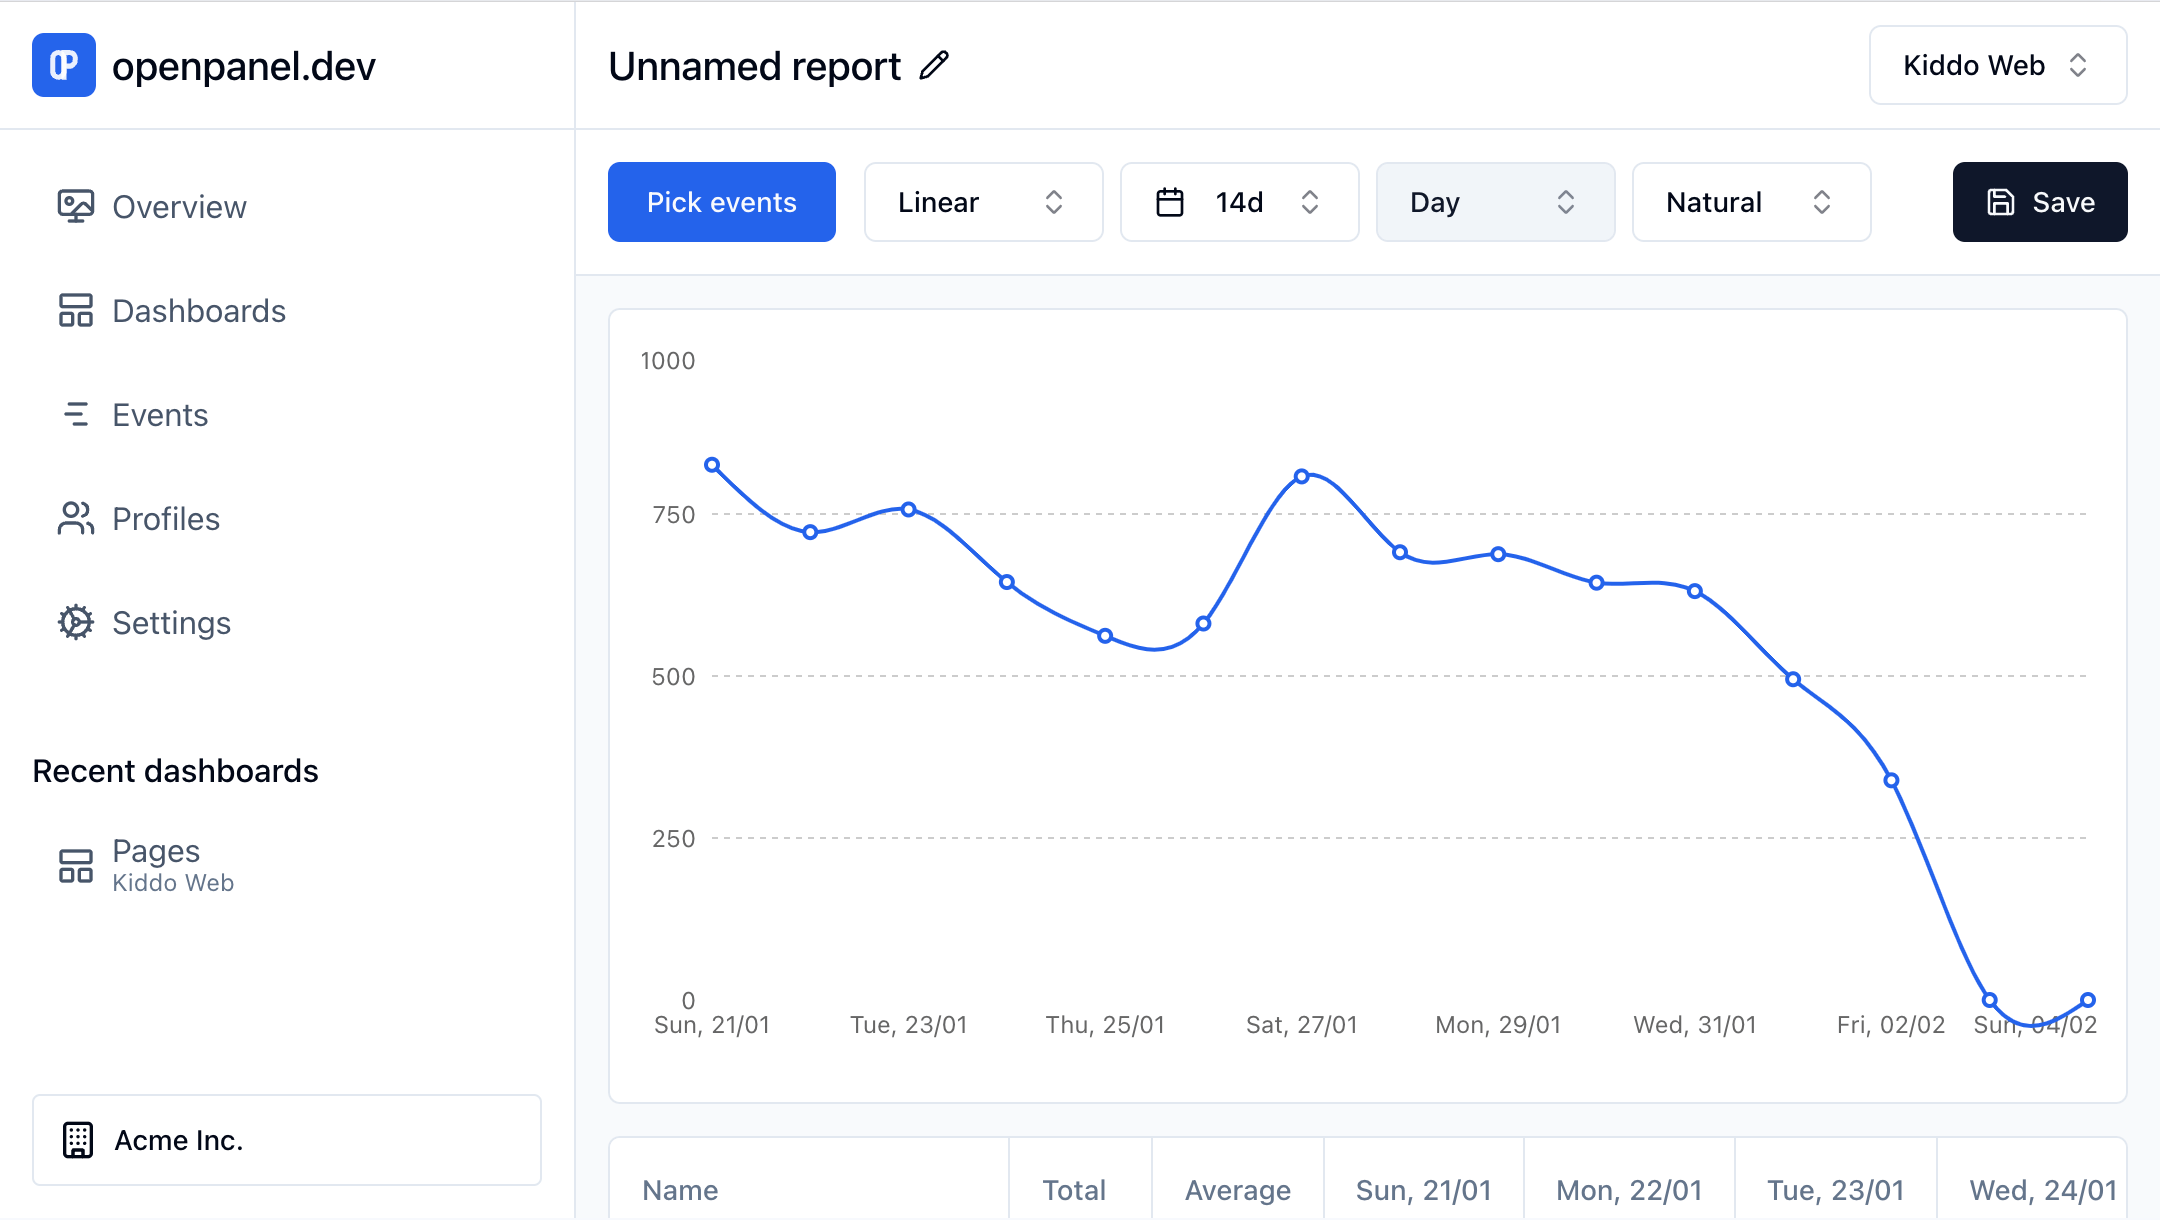 openpanel.dev
Unnamed report
Kiddo Web
Overview
Dashboards
Events
Profiles
Settings
Recent dashboards
Pages
Kiddo Web
Acme Inc.
Pick events
Linear
14d
Day
Natural
Save
1000
750
500
250
0
Sun, 21/01 Tue, 23/01 Thu, 25/01 Sat, 27/01 Mon, 29/01 Wed, 31/01 Fri, 02/02 Sun, 04/02
Name Total Average Sun, 21/01 Mon, 22/01 Tue, 23/01 Wed, 24/01